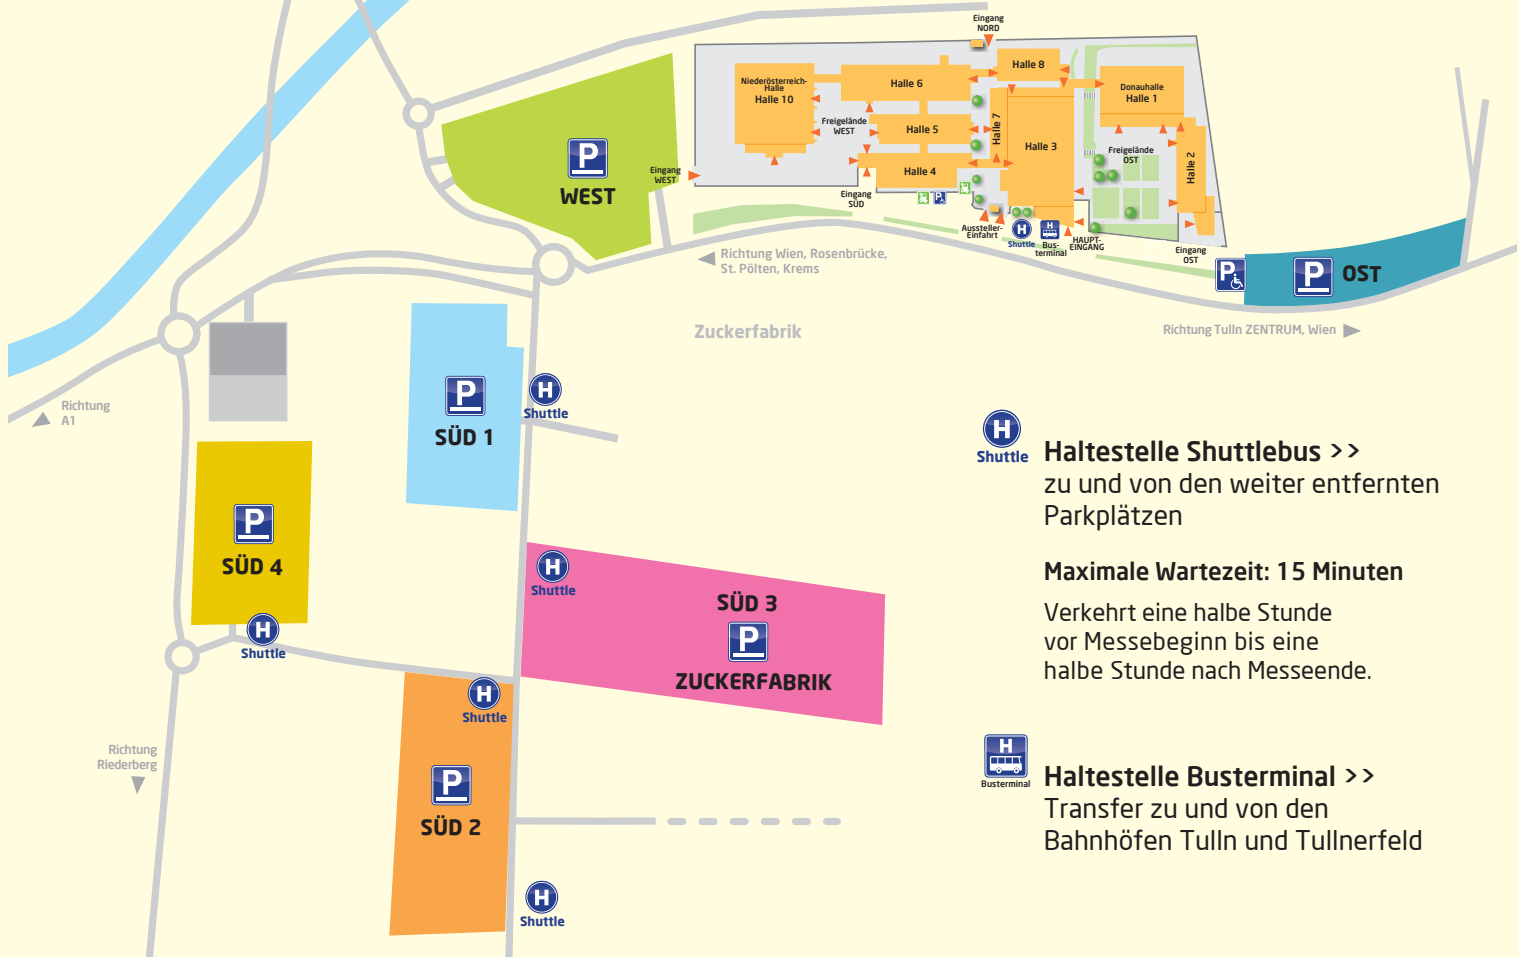 Eingang
NORD
Halle 8
Niederösterreich-
Halle
Halle 10
Halle 6
Donauhalle
Halle 1
Freigelände
WEST
Halle 5
Halle 7
Halle 3
Freigelände
OST
Halle 4
Halle 2
P
WEST
Eingang
WEST
Eingang
SÜD
P
Aussteller-
Einfahrt
H
Shuttle
H
Bus-
terminal
HAUPT-
EINGANG
Eingang
OST
Richtung Wien, Rosenbrücke,
St. Pölten, Krems
P
P
OST
Zuckerfabrik
Richtung Tulln ZENTRUM, Wien
Richtung
A1
P
SÜD 1
H
Shuttle
H
Shuttle
Haltestelle Shuttlebus >>
zu und von den weiter entfernten
Parkplätzen
Maximale Wartezeit: 15 Minuten
Verkehrt eine halbe Stunde
vor Messebeginn bis eine
halbe Stunde nach Messeende.
P
SÜD 4
H
Shuttle
H
Shuttle
SÜD 3
P
ZUCKERFABRIK
H
Shuttle
Richtung
Riederberg
P
SÜD 2
H
Shuttle
H
Busterminal
Haltestelle Busterminal >>
Transfer zu und von den
Bahnhöfen Tulln und Tullnerfeld